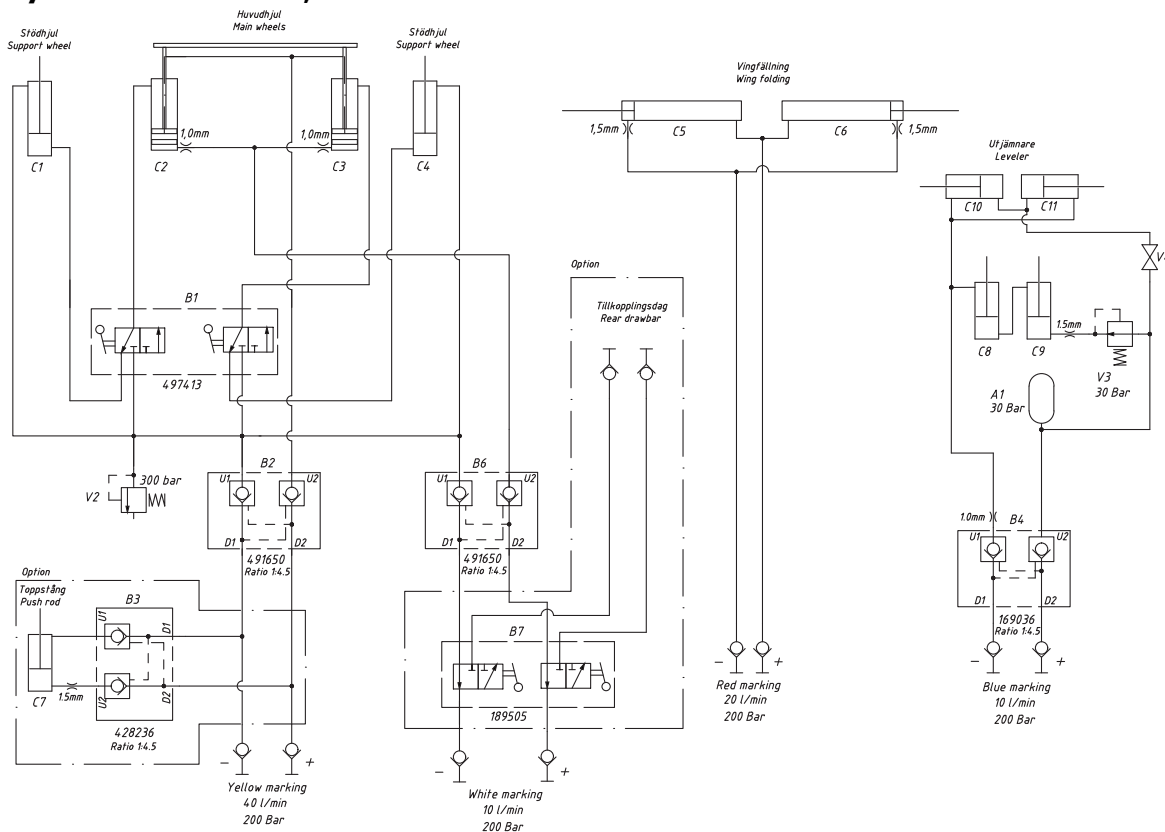 Huvudhjul
Main wheels
Stödhjul
Support wheel
Stödhjul
Support wheel
Vingfällning
Wing folding
1,0mm
1,0mm
C1
C2
C3
C4
1,5mm
C5
C6
1,5mm
Utjämnare
Leveler
C10
C11
Option
Tillkopplingsdag
Rear drawbar
B1
497413
C8
C9
1.5mm
V3
30 Bar
A1
30 Bar
V2
300 bar
B2
U1
U2
D1
D2
491650
Ratio 1:4.5
B6
U1
U2
D1
D2
491650
Ratio 1:4.5
1.0mm
B4
U1
U2
D1
D2
169036
Ratio 1:4.5
Option
Toppstång
Push rod
B3
U1
D1
U2
D2
C7
1.5mm
428236
Ratio 1:4.5
B7
189505
-
+
Yellow marking
40 l/min
200 Bar
-
+
White marking
10 l/min
200 Bar
-
+
Red marking
20 l/min
200 Bar
-
+
Blue marking
10 l/min
200 Bar